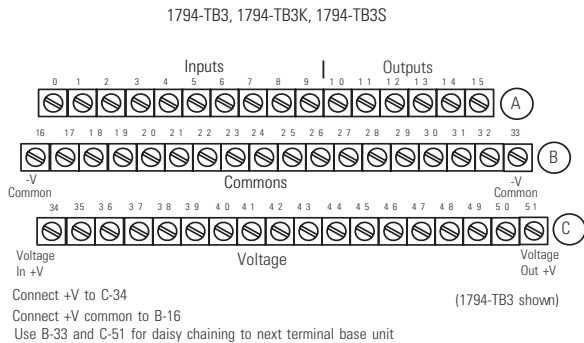 1794-TB3, 1794-TB3K, 1794-TB3S
Inputs Outputs
0 1 2 3 4 5 6 7 8 9 10 11 12 13 14 15
A
16 17 18 19 20 21 22 23 24 25 26 27 28 29 30 31 32 33
B
-V Common
Commons
-V Common
34 35 36 37 38 39 40 41 42 43 44 45 46 47 48 49 50 51
C
Voltage In +V
Voltage
Voltage Out +V
Connect +V to C-34
(1794-TB3 shown)
Connect +V common to B-16
Use B-33 and C-51 for daisy chaining to next terminal base unit